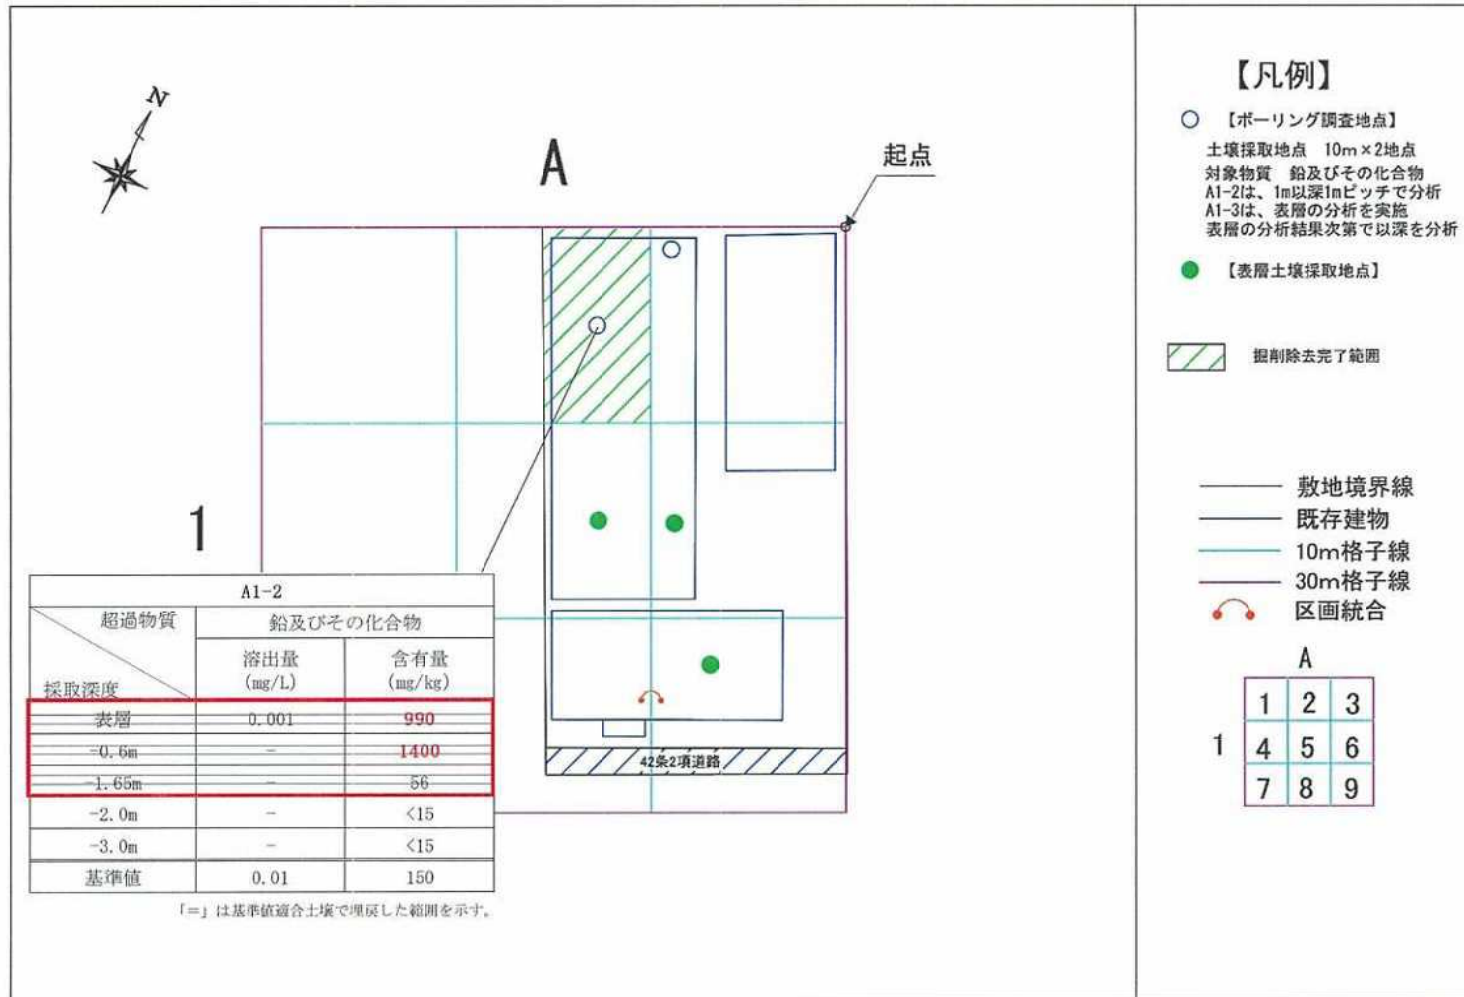 N
A
起点
1
A1-2
超過物質
鉛及びその化合物
採取深度
溶出量
(mg/L)
含有量
(mg/kg)
表層 0.001 990
-0.6m - 1400
-1.65m - 56
-2.0m - <15
-3.0m - <15
基準値 0.01 150
「=」は基準値適合土壌で埋戻した範囲を示す。
42条2項道路
【凡例】
【ボーリング調査地点】
土壌採取地点 10m×2地点
対象物質 鉛及びその化合物
A1-2は、1m以深1mピッチで分析
A1-3は、表層の分析を実施
表層の分析結果次第で以深を分析
【表層土壌採取地点】
掘削除去完了範囲
敷地境界線
既存建物
10m格子線
30m格子線
区画統合
A
1 2 3
1 4 5 6
7 8 9